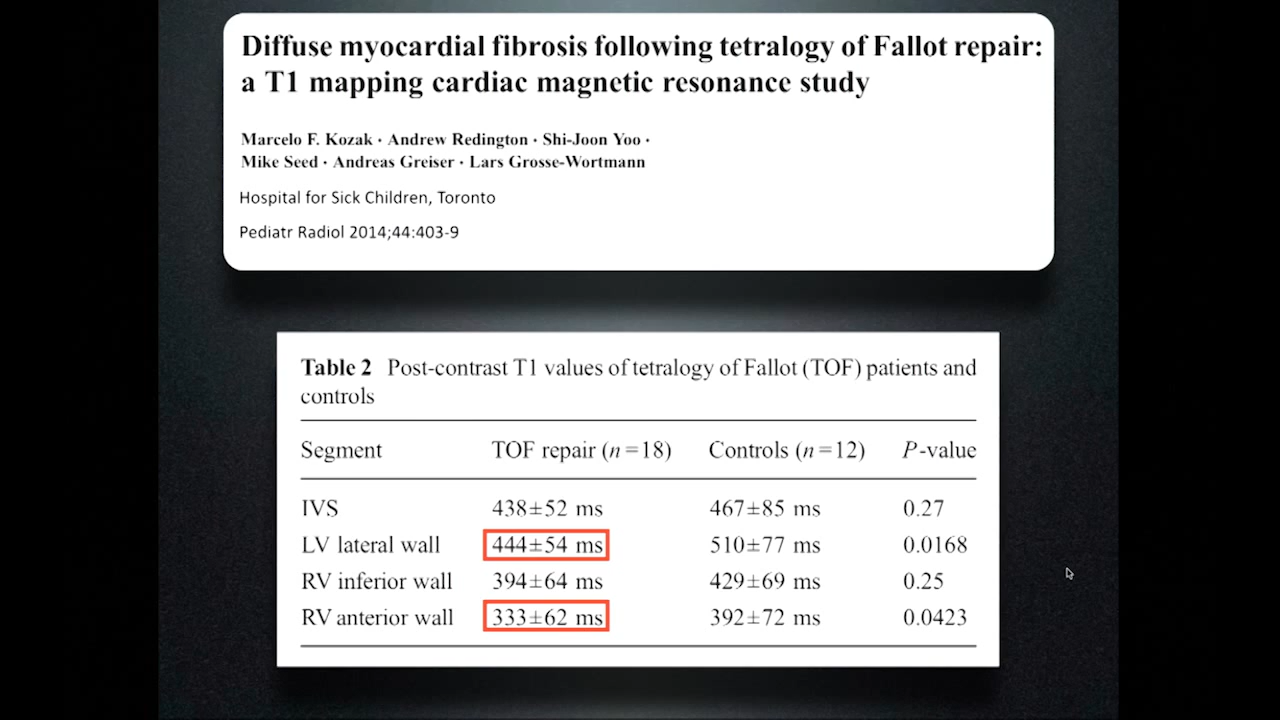 Diffuse myocardial fibrosis following tetralogy of Fallot repair:
a T1 mapping cardiac magnetic resonance study
Marcelo F. Kozak · Andrew Redington · Shi-Joon Yoo ·
Mike Seed · Andreas Greiser · Lars Grosse-Wortmann
Hospital for Sick Children, Toronto
Pediatr Radiol 2014;44:403-9
Table 2 Post-contrast T1 values of tetralogy of Fallot (TOF) patients and
controls
Segment TOF repair (n=18) Controls (n=12) P-value
IVS 438±52 ms 467±85 ms 0.27
LV lateral wall 444±54 ms 510±77 ms 0.0168
RV inferior wall 394±64 ms 429±69 ms 0.25
RV anterior wall 333±62 ms 392±72 ms 0.0423